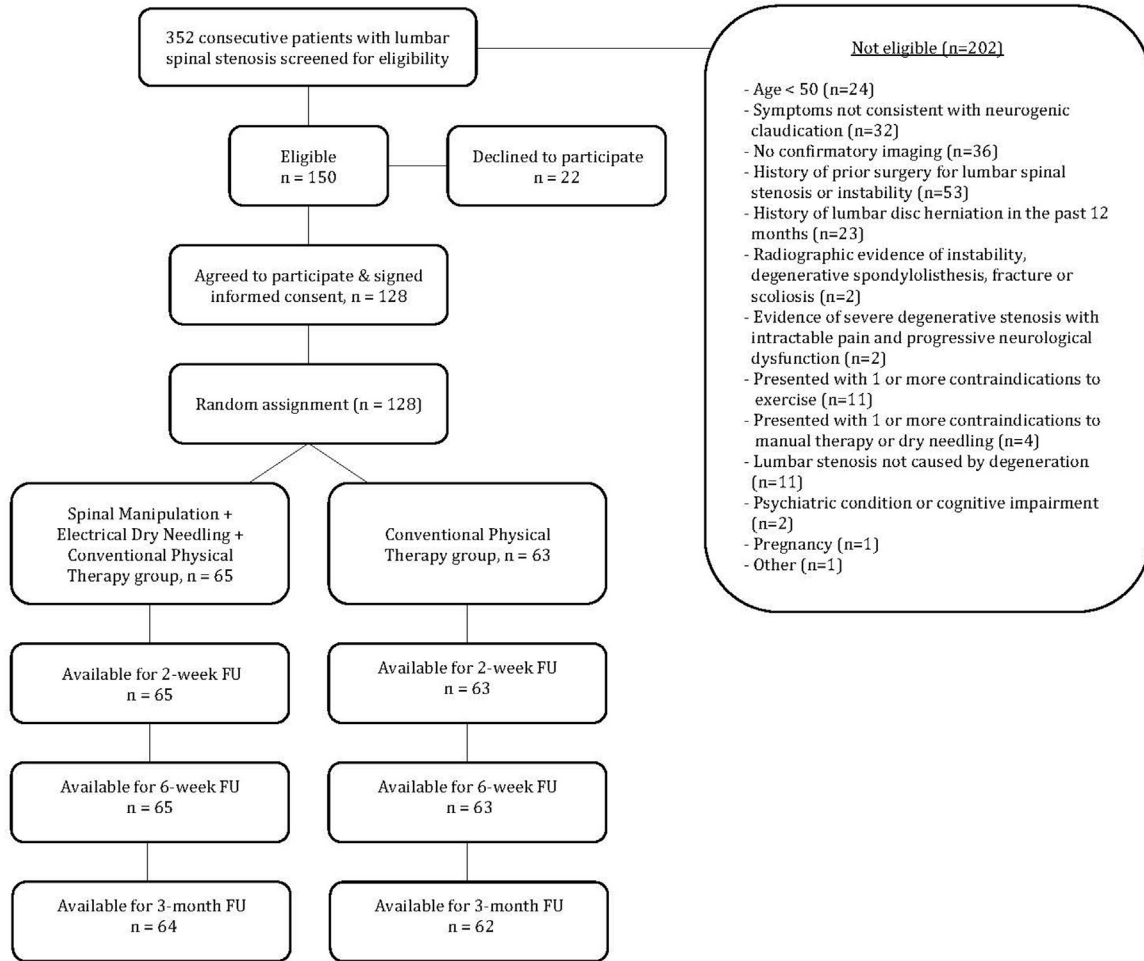 352 consecutive patients with lumbar
spinal stenosis screened for eligibility
Not eligible (n=202)
- Age < 50 (n=24)
- Symptoms not consistent with neurogenic
claudication (n=32)
- No confirmatory imaging (n=36)
- History of prior surgery for lumbar spinal
stenosis or instability (n=53)
- History of lumbar disc herniation in the past 12
months (n=23)
- Radiographic evidence of instability,
degenerative spondylolisthesis, fracture or
scoliosis (n=2)
- Evidence of severe degenerative stenosis with
intractable pain and progressive neurological
dysfunction (n=2)
- Presented with 1 or more contraindications to
exercise (n=11)
- Presented with 1 or more contraindications to
manual therapy or dry needling (n=4)
- Lumbar stenosis not caused by degeneration
(n=11)
- Psychiatric condition or cognitive impairment
(n=2)
- Pregnancy (n=1)
- Other (n=1)
Eligible
n = 150
Declined to participate
n = 22
Agreed to participate & signed
informed consent, n = 128
Random assignment (n = 128)
Spinal Manipulation +
Electrical Dry Needling +
Conventional Physical
Therapy group, n = 65
Conventional Physical
Therapy group, n = 63
Available for 2-week FU
n = 65
Available for 2-week FU
n = 63
Available for 6-week FU
n = 65
Available for 6-week FU
n = 63
Available for 3-month FU
n = 64
Available for 3-month FU
n = 62